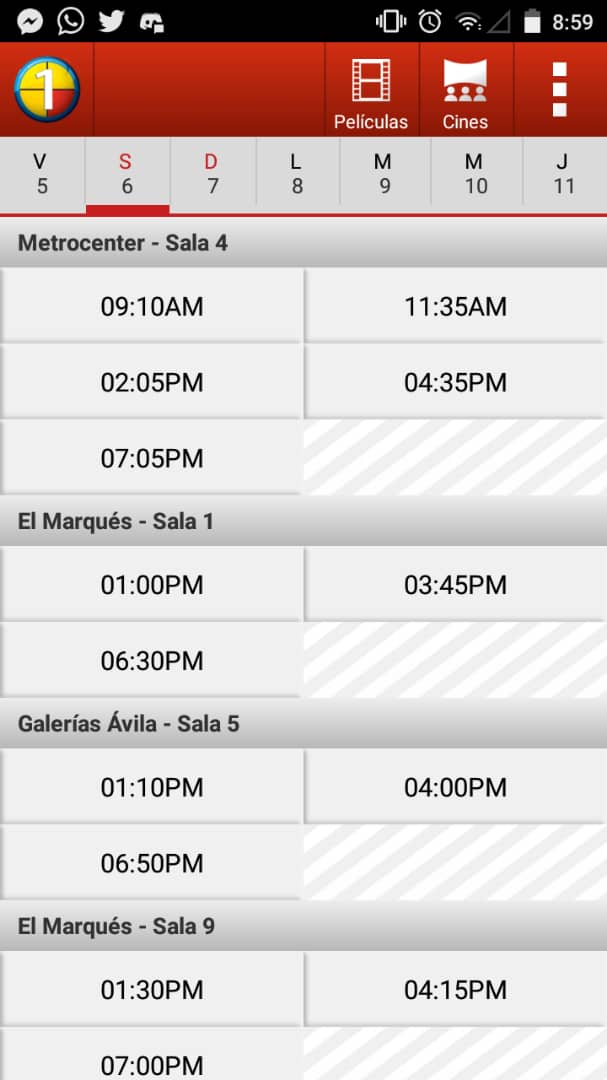 8:59
1
Películas Cines
V S D L M M J
5 6 7 8 9 10 11
Metrocenter - Sala 4
09:10AM 11:35AM
02:05PM 04:35PM
07:05PM
El Marqués - Sala 1
01:00PM 03:45PM
06:30PM
Galerías Ávila - Sala 5
01:10PM 04:00PM
06:50PM
El Marqués - Sala 9
01:30PM 04:15PM
07:00PM